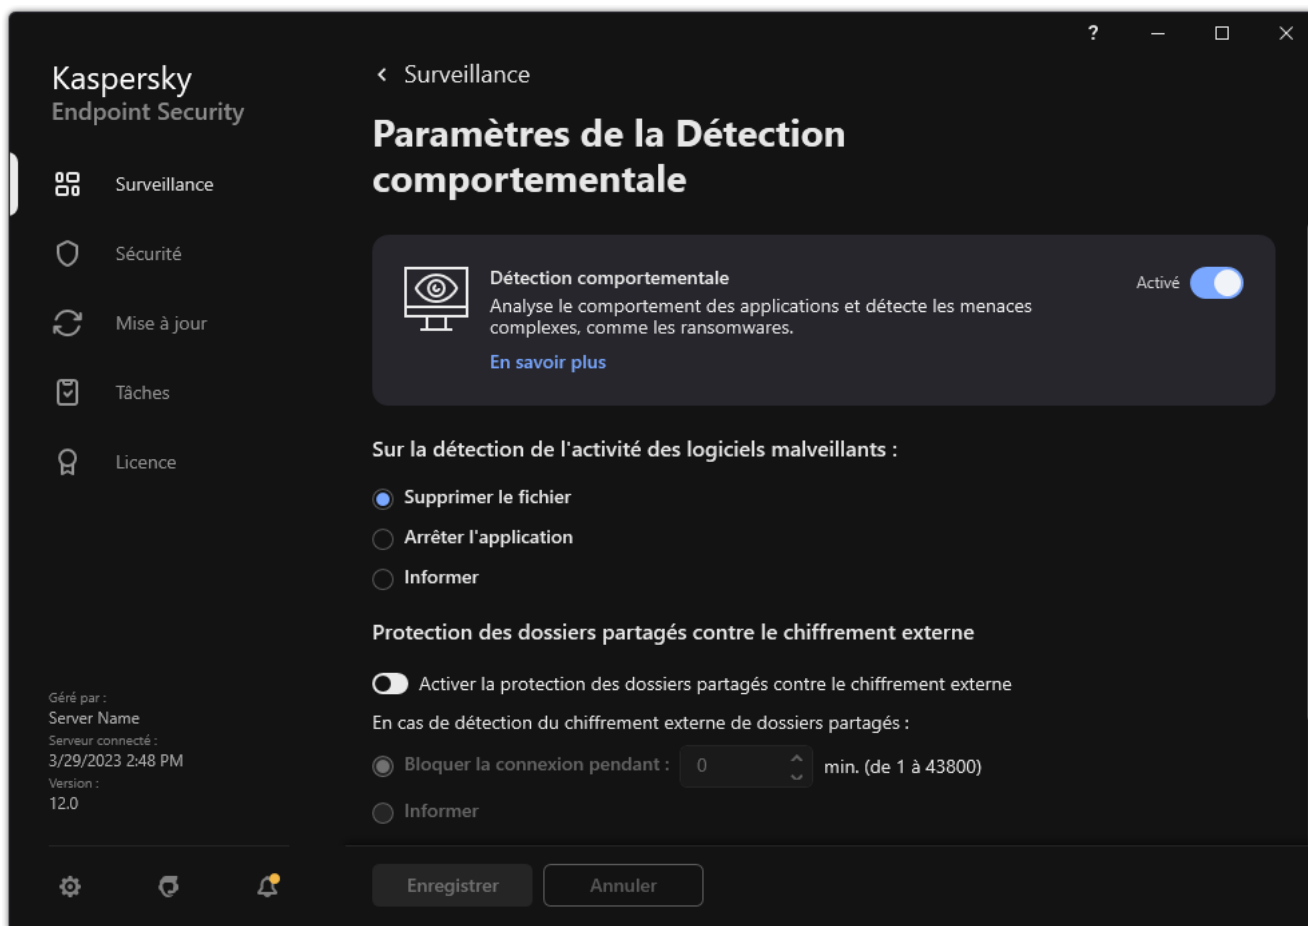 ?
Kaspersky
Endpoint Security
Surveillance
Sécurité
Mise à jour
Tâches
Licence
Géré par :
Server Name
Serveur connecté :
3/29/2023 2:48 PM
Version :
12.0
Surveillance
Paramètres de la Détection
comportementale
Détection comportementale
Activé
Analyse le comportement des applications et détecte les menaces
complexes, comme les ransomwares.
En savoir plus
Sur la détection de l'activité des logiciels malveillants :
Supprimer le fichier
Arrêter l'application
Informer
Protection des dossiers partagés contre le chiffrement externe
Activer la protection des dossiers partagés contre le chiffrement externe
En cas de détection du chiffrement externe de dossiers partagés :
Bloquer la connexion pendant : 0 min. (de 1 à 43800)
Informer
Enregistrer
Annuler